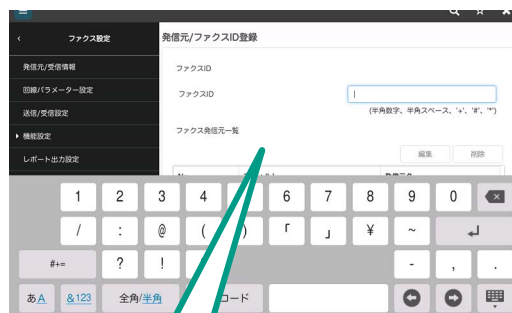 ファクス設定
発信元/ファクスID登録
発信元/受信情報
ファクスID
回線パラメーター設定
ファクスID
送信/受信設定
(半角数字、半角スペース、'+'、'#'、'*')
機能設定
ファクス発信元一覧
レポート出力設定
編集 削除
1 2 3 4 6 7 8 9 0
/ : @ ( ) 「 」 ¥ ~
#+= ? ! - , .
あA &123 全角/半角 コード